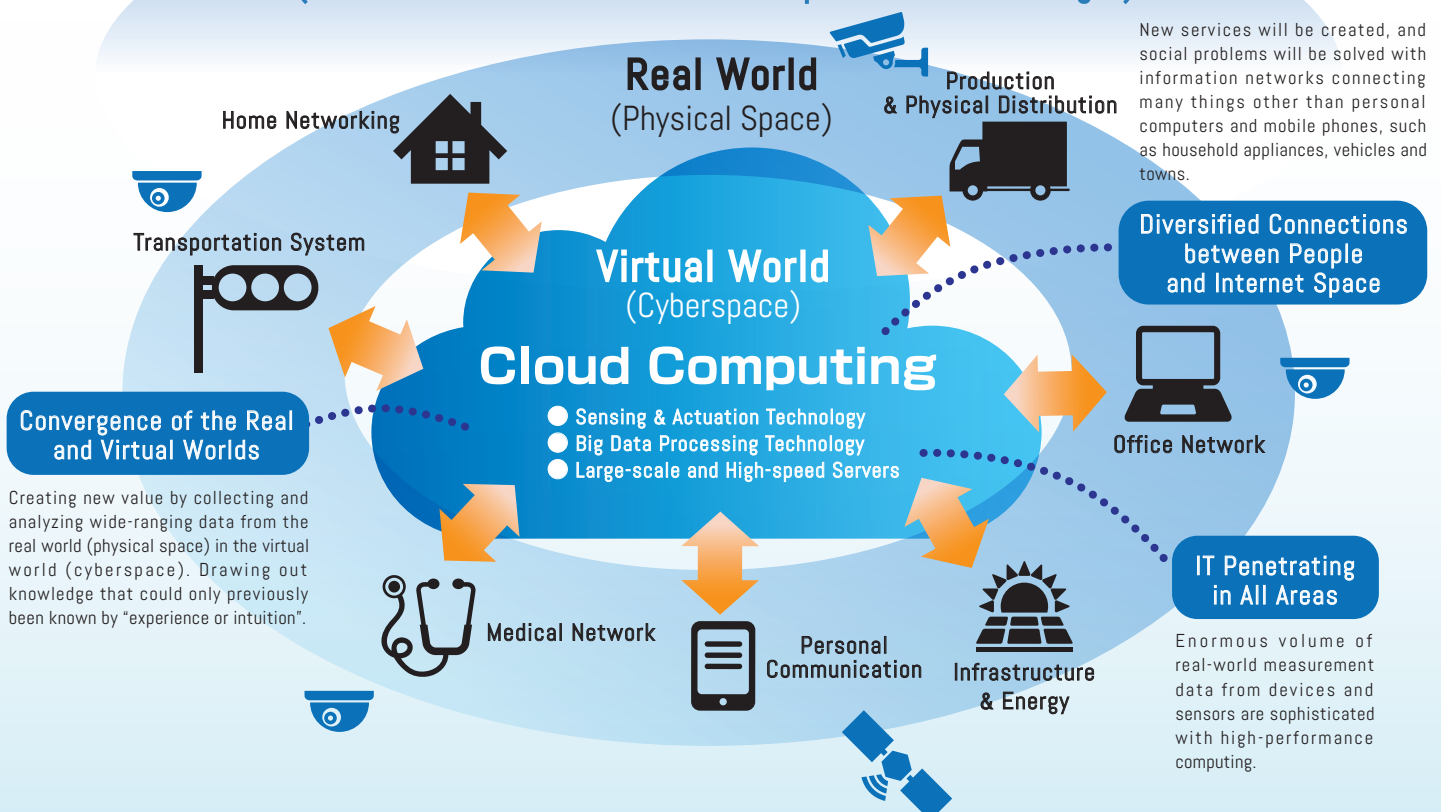 New services will be created, and
social problems will be solved with
information networks connecting
many things other than personal
computers and mobile phones, such
as household appliances, vehicles and
towns.
Real World
(Physical Space)
Production
& Physical Distribution
Home Networking
Transportation System
Diversified Connections
between People
and Internet Space
Virtual World
(Cyberspace)
Cloud Computing
Sensing & Actuation Technology
Big Data Processing Technology
Large-scale and High-speed Servers
Office Network
Convergence of the Real
and Virtual Worlds
Creating new value by collecting and
analyzing wide-ranging data from the
real world (physical space) in the virtual
world (cyberspace). Drawing out
knowledge that could only previously
been known by “experience or intuition”.
IT Penetrating
in All Areas
Enormous volume of
real-world measurement
data from devices and
sensors are sophisticated
with high-performance
computing.
Medical Network
Personal
Communication
Infrastructure
& Energy